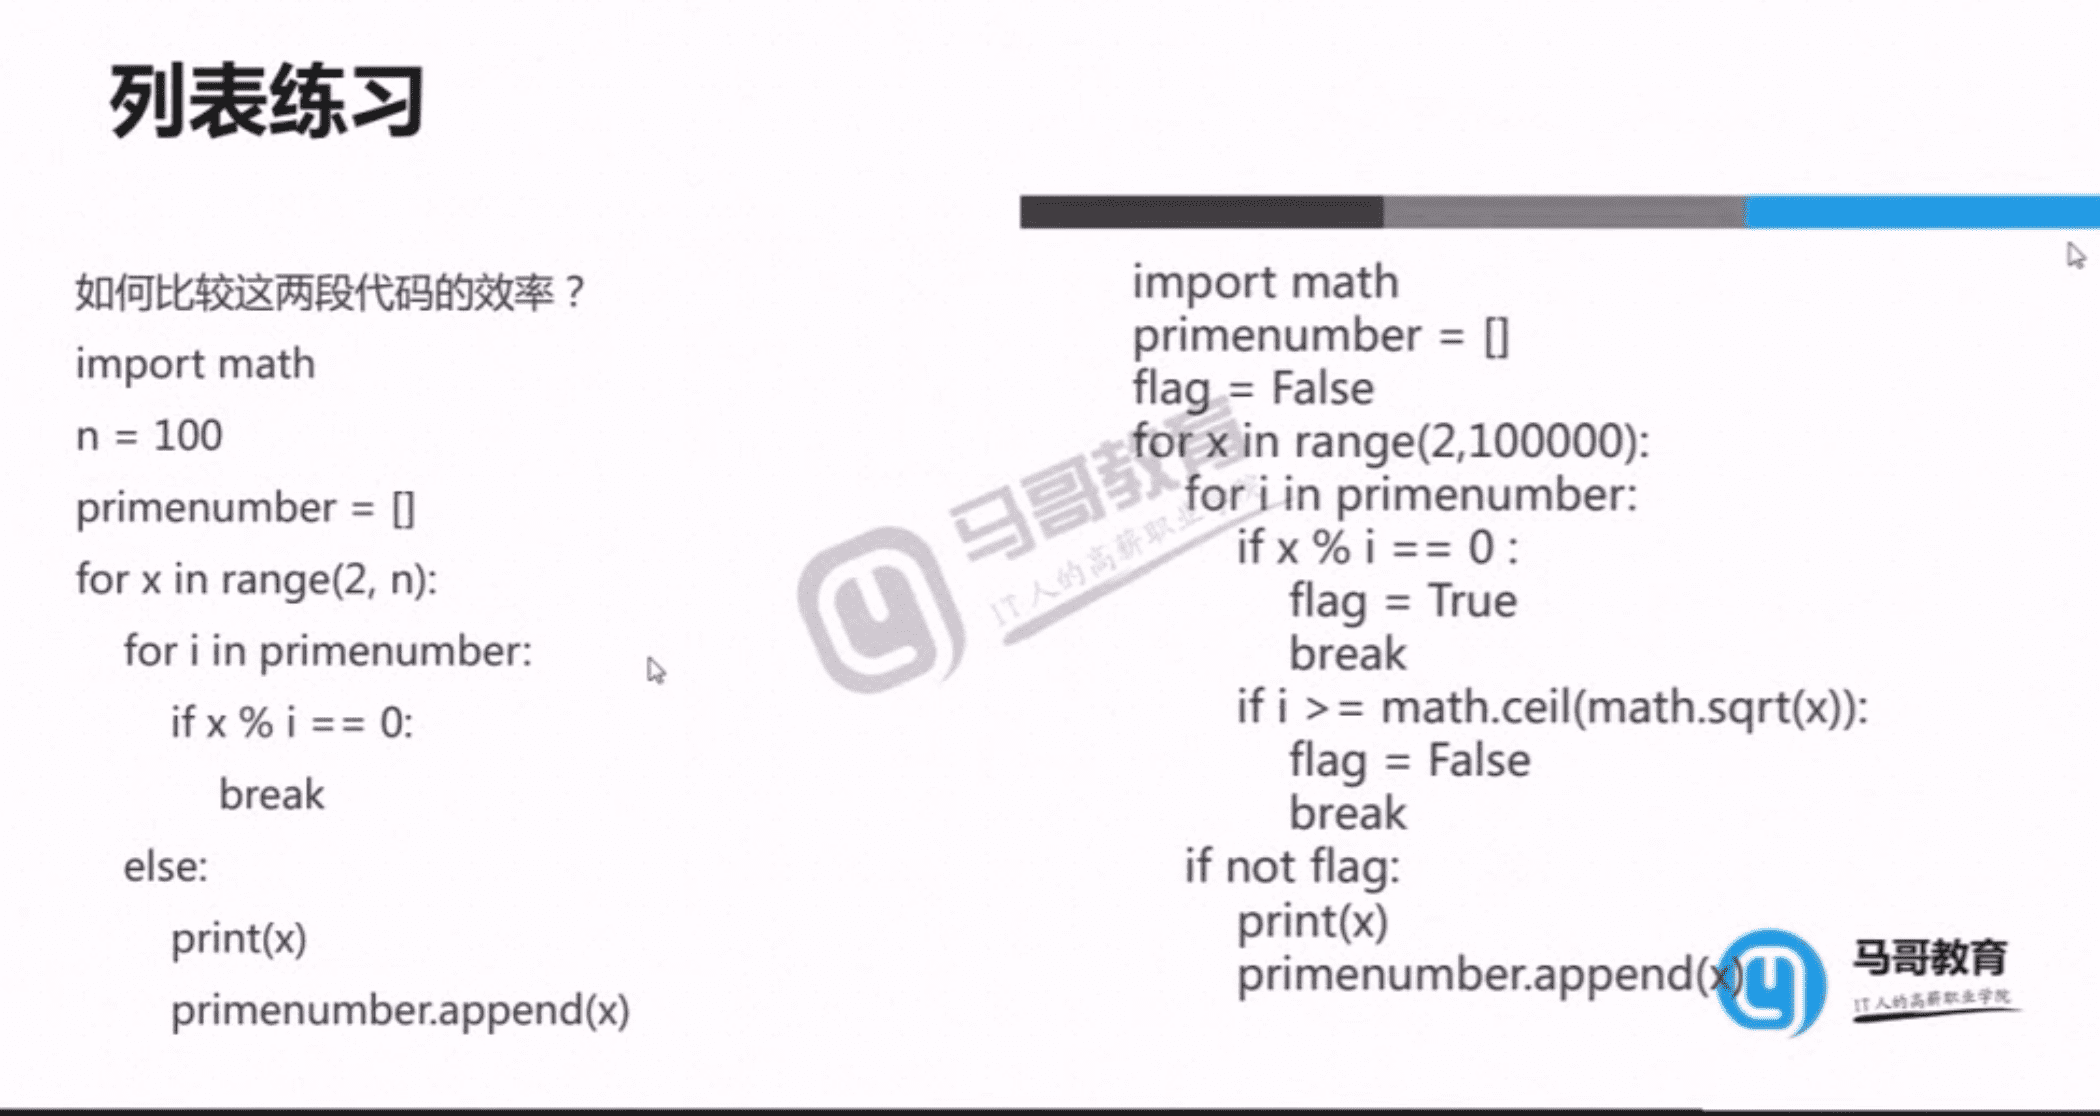 列表练习
如何比较这两段代码的效率？
import math
n = 100
primenumber = []
for x in range(2, n):
    for i in primenumber:
        if x % i == 0:
            break
    else:
        print(x)
        primenumber.append(x)
import math
primenumber = []
flag = False
for x in range(2,100000):
    for i in primenumber:
        if x % i == 0 :
            flag = True
            break
        if i >= math.ceil(math.sqrt(x)):
            flag = False
            break
    if not flag:
        print(x)
        primenumber.append(x)
马哥教育
IT人的高薪职业学院
马哥教育
IT人的高薪职业学院